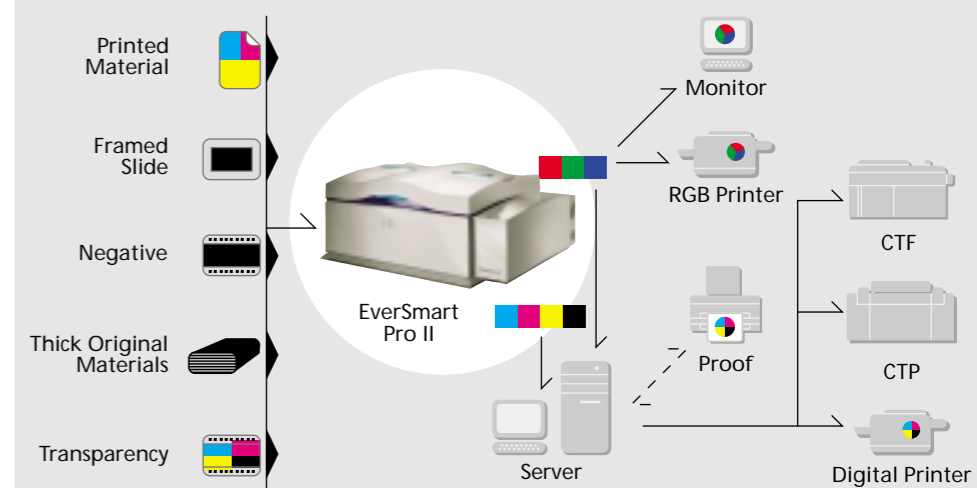 Printed
Material
Framed
Slide
Negative
Thick Original
Materials
Transparency
EverSmart
Pro II
Monitor
RGB Printer
Proof
Server
CTF
CTP
Digital Printer